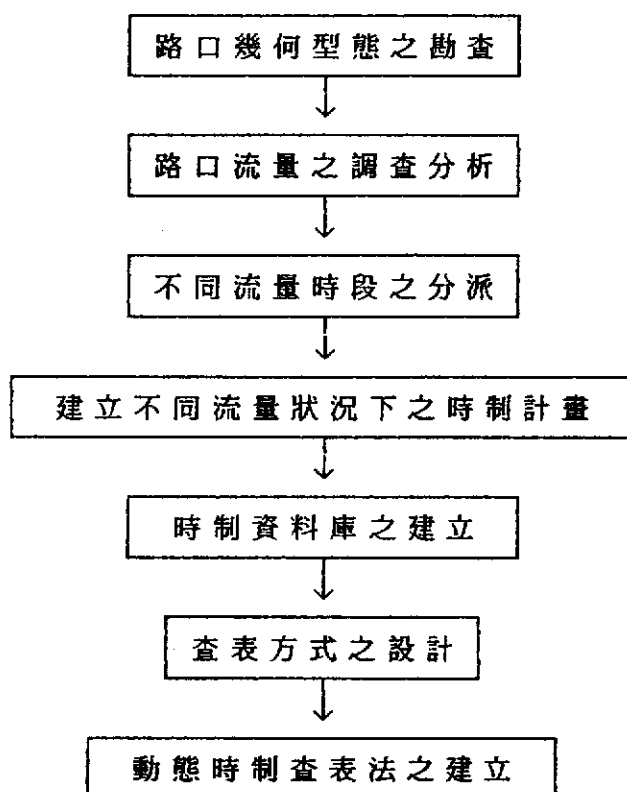 路口幾何型態之勘查
路口流量之調查分析
不同流量時段之分派
建立不同流量狀況下之時制計畫
時制資料庫之建立
查表方式之設計
動態時制查表法之建立